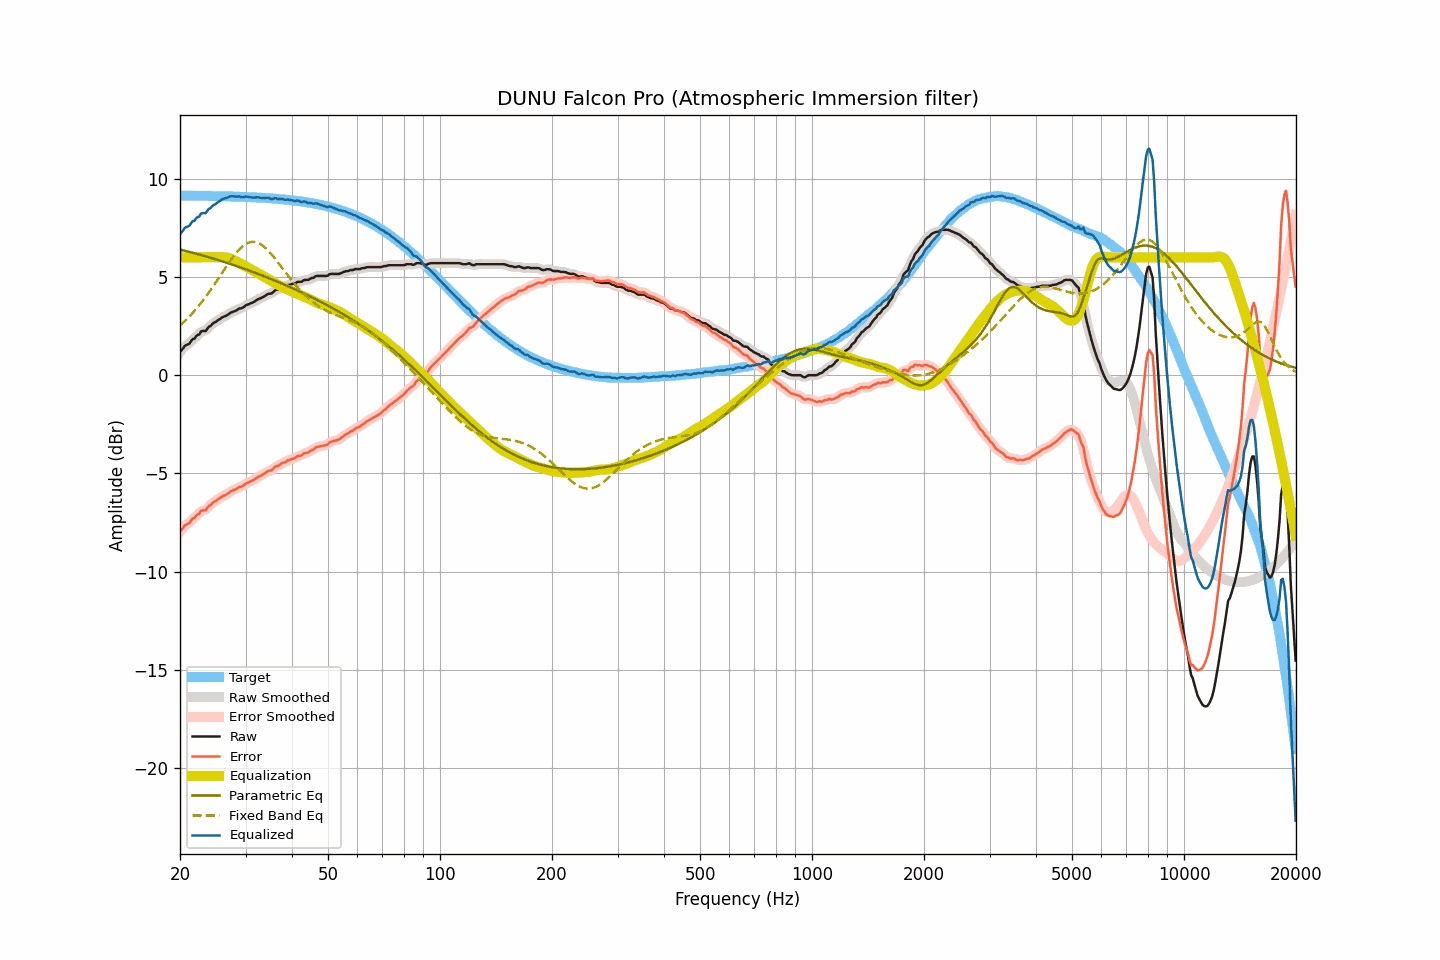 DUNU Falcon Pro (Atmospheric Immersion filter)
10
5
0
−5
−10
−15
−20
Amplitude (dBr)
Target
Raw Smoothed
Error Smoothed
Raw
Error
Equalization
Parametric Eq
Fixed Band Eq
Equalized
20 50 100 200 500 1000 2000 5000 10000 20000
Frequency (Hz)